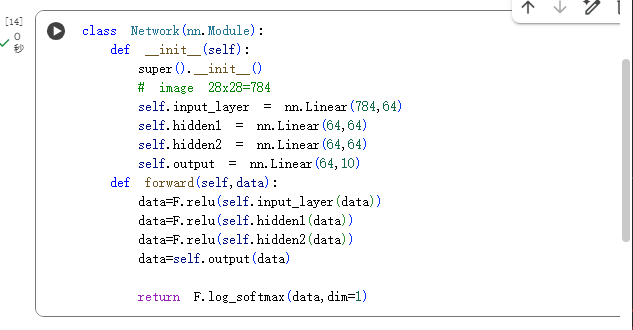 [14]
0
秒
class Network(nn.Module):
    def __init__(self):
        super().__init__()
        # image 28x28=784
        self.input_layer = nn.Linear(784,64)
        self.hidden1 = nn.Linear(64,64)
        self.hidden2 = nn.Linear(64,64)
        self.output = nn.Linear(64,10)
    def forward(self,data):
        data=F.relu(self.input_layer(data))
        data=F.relu(self.hidden1(data))
        data=F.relu(self.hidden2(data))
        data=self.output(data)

        return F.log_softmax(data,dim=1)